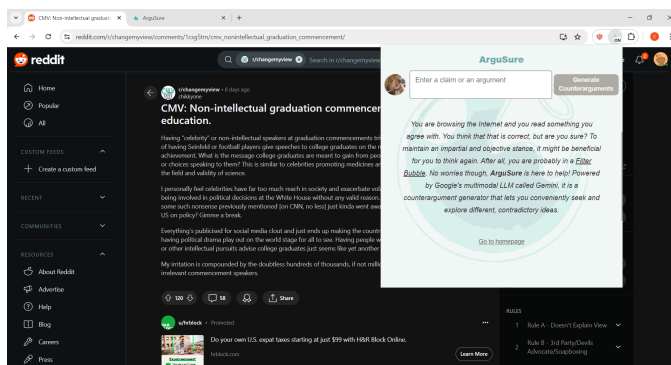 CMV: Non-intellectual graduati
ArguSure
reddit.com/r/changemyview/comments/1csg5tm/cmv_nonintellectual_graduation_commencement/
ON
reddit
r/changemyview
Search in r/changemyview
Home
Popular
All
CUSTOM FEEDS
Create a custom feed
RECENT
COMMUNITIES
RESOURCES
About Reddit
Advertise
Help
Blog
Careers
Press
r/changemyview • 8 days ago
chikkyone
CMV: Non-intellectual graduation commencer
education.
Having "celebrity" or non-intellectual speakers at graduation commencements tri
of having Seinfeld or football players give speeches to college graduates on the r
achievement. What is the message college graduates are meant to gain from peo
or choices speaking to them? This is similar to celebrities promoting medicines ar
the field and validity of science.
I personally feel celebrities have far too much reach in society and exacerbate vola
being involved in political decisions at the White House without any valid reason.
some such nonsense previously mentioned [on CNN, no less] just kinda went awa
US on policy? Gimme a break.
Everything's publicised for social media clout and just ends up making the countr
having political drama play out on the world stage for all to see. Having people w
or other intellectual pursuits advise college graduates just seems like yet another
My irritation is compounded by the doubtless hundreds of thousands, if not millic
irrelevant commencement speakers.
120
58
Share
u/hrblock • Promoted
Do your own U.S. expat taxes starting at just $99 with H&R Block Online.
hrblock.com
Learn More
ArguSure
Enter a claim or an argument
Generate
Counterarguments
You are browsing the Internet and you read something you
agree with. You think that that is correct, but are you sure? To
maintain an impartial and objective stance, it might be beneficial
for you to think again. After all, you are probably in a Filter
Bubble. No worries though, ArguSure is here to help! Powered
by Google's multimodal LLM called Gemini, it is a
counterargument generator that lets you conveniently seek and
explore different, contradictory ideas.
Go to homepage
RULES
1 Rule A - Doesn't Explain View
2 Rule B - 3rd Party/Devils
Advocate/Soapboxing